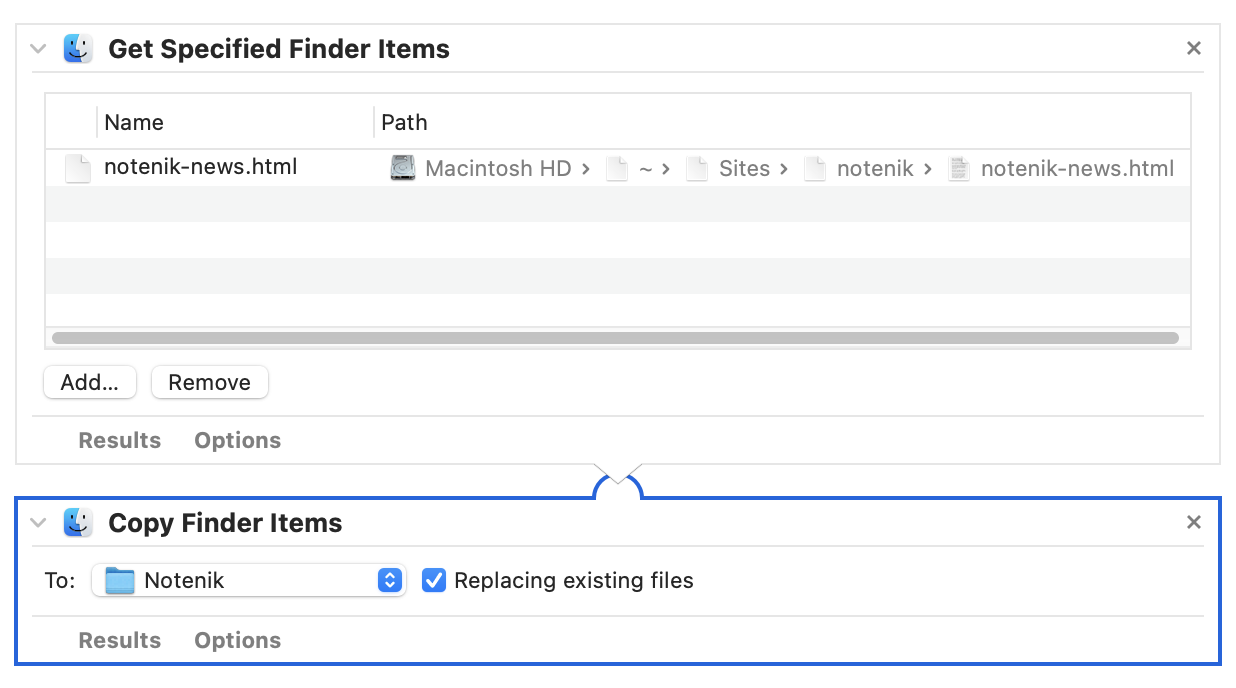 Get Specified Finder Items
Name Path
notenik-news.html Macintosh HD › ~ › Sites › notenik › notenik-news.html
Add... Remove
Results Options
Copy Finder Items
To: Notenik Replacing existing files
Results Options